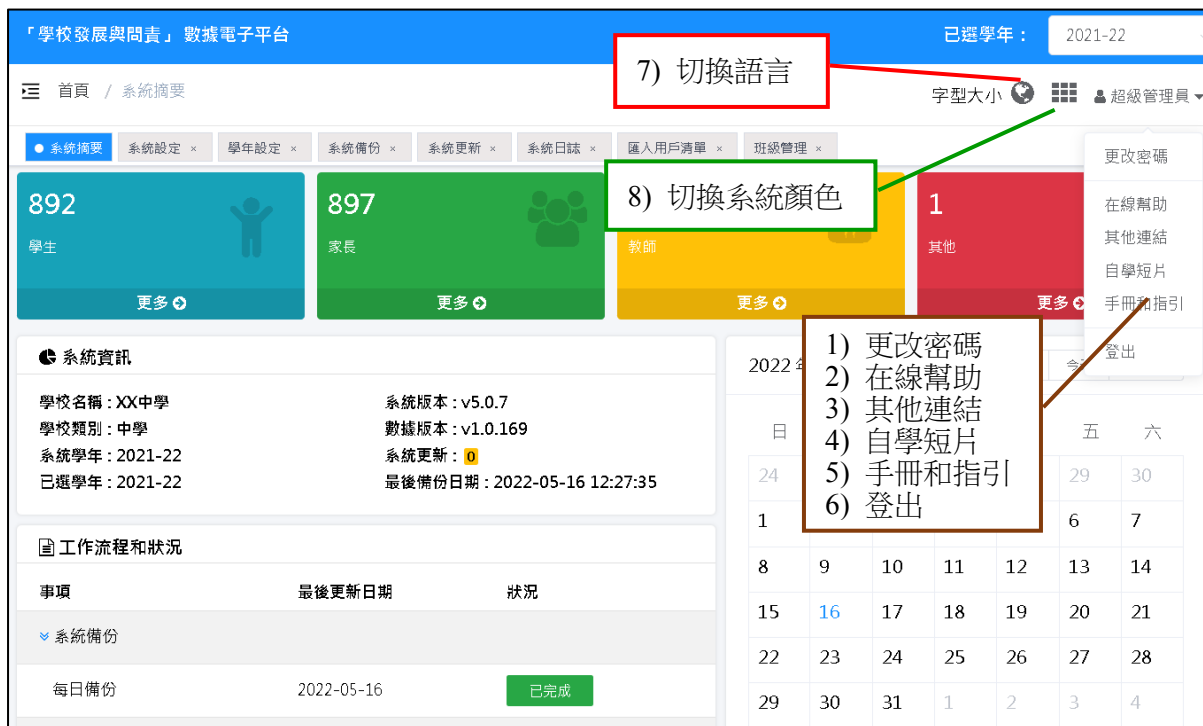 「學校發展與問責」數據電子平台
已選學年：
2021-22
首頁 / 系統摘要
7) 切換語言
字型大小
超級管理員
系統摘要
系統設定 ×
學年設定 ×
系統備份 ×
系統更新 ×
系統日誌 ×
匯入用戶清單 ×
班級管理 ×
8) 切換系統顏色
更改密碼
在線幫助
其他連結
自學短片
手冊和指引
登出
892
學生
更多
897
家長
更多
教師
更多
1
其他
更多
1) 更改密碼
2) 在線幫助
3) 其他連結
4) 自學短片
5) 手冊和指引
6) 登出
系統資訊
學校名稱 : XX中學
系統版本 : v5.0.7
學校類別 : 中學
數據版本 : v1.0.169
系統學年 : 2021-22
系統更新 : 0
已選學年 : 2021-22
最後備份日期 : 2022-05-16 12:27:35
工作流程和狀況
事項 最後更新日期 狀況
系統備份
每日備份 2022-05-16 已完成
2022
日 五 六
24 29 30
1 6 7
8 9 10 11 12 13 14
15 16 17 18 19 20 21
22 23 24 25 26 27 28
29 30 31 1 2 3 4